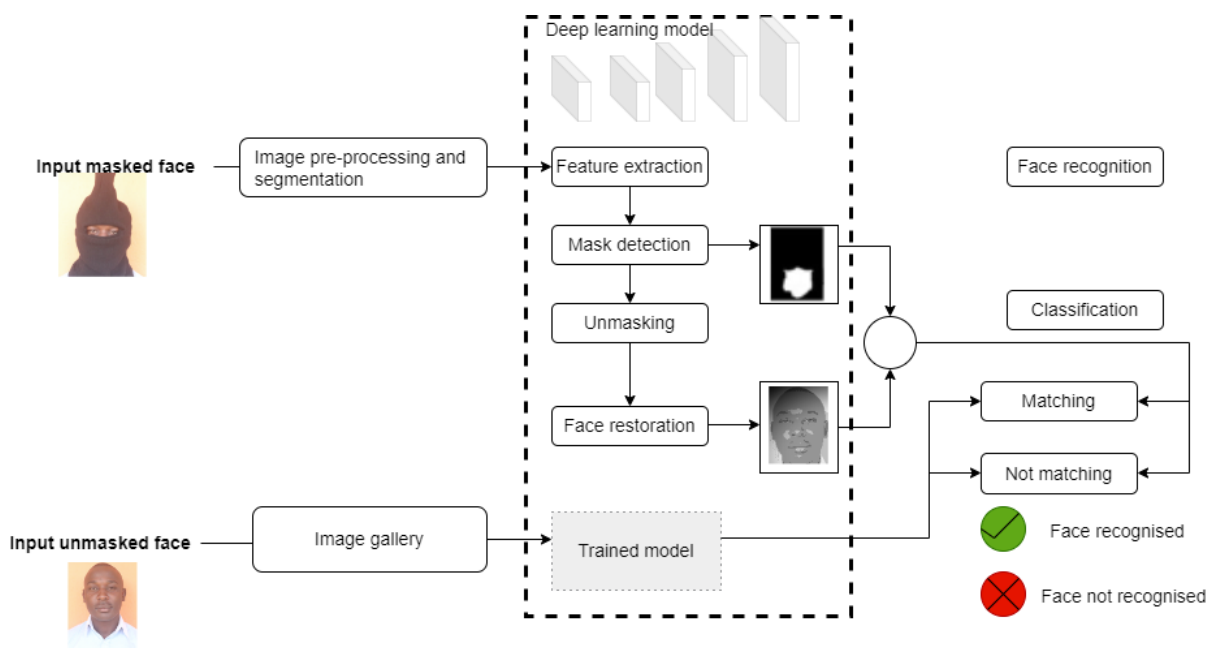 Deep learning model
Input masked face
Image pre-processing and
segmentation
Feature extraction
Face recognition
Mask detection
Unmasking
Classification
Face restoration
Matching
Not matching
Input unmasked face
Image gallery
Trained model
Face recognised
Face not recognised